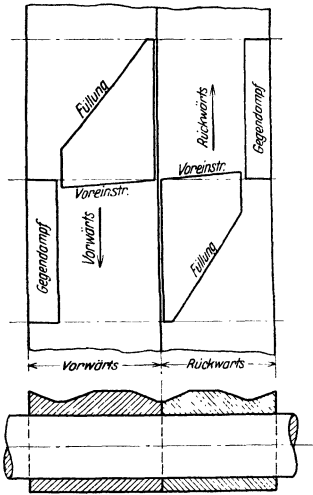 Füllung
Rückwärts
Gegendampf
Voreinstr.
Voreinstr.
Gegendampf
Vorwärts
Füllung
Vorwärts
Rückwärts